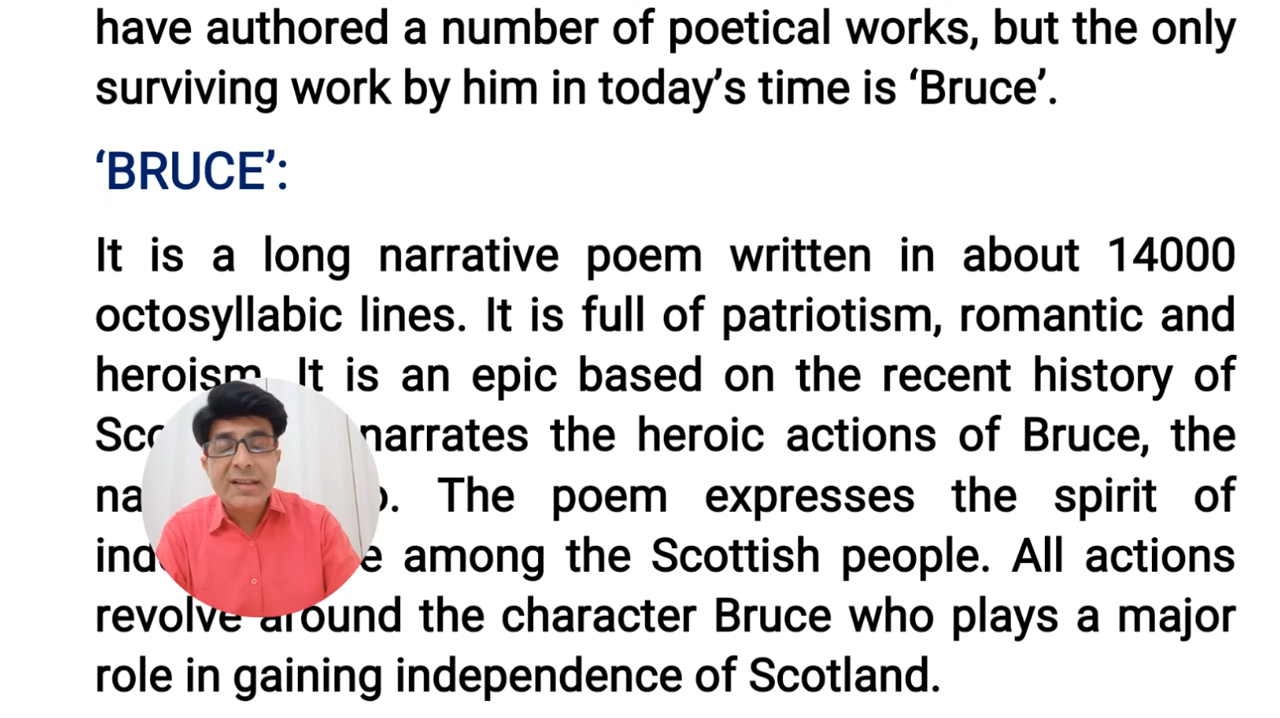 have authored a number of poetical works, but the only
surviving work by him in today's time is ‘Bruce’.
‘BRUCE’:
It is a long narrative poem written in about 14000
octosyllabic lines. It is full of patriotism, romantic and
heroism. It is an epic based on the recent history of
narrates the heroic actions of Bruce, the
The poem expresses the spirit of
among the Scottish people. All actions
revolve around the character Bruce who plays a major
role in gaining independence of Scotland.